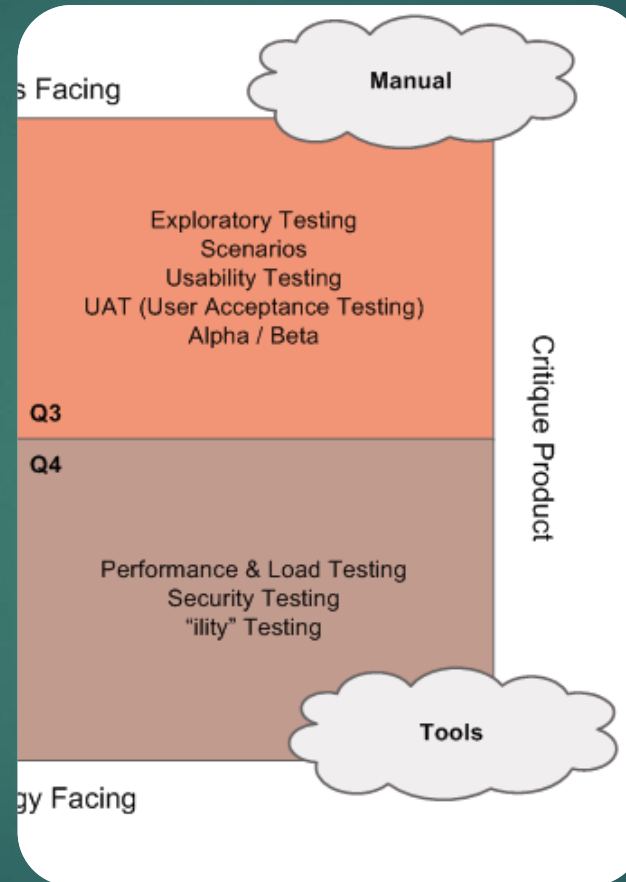 s Facing
Manual
Exploratory Testing
Scenarios
Usability Testing
UAT (User Acceptance Testing)
Alpha / Beta
Critique Product
Q3
Q4
Performance & Load Testing
Security Testing
“ility” Testing
Tools
gy Facing